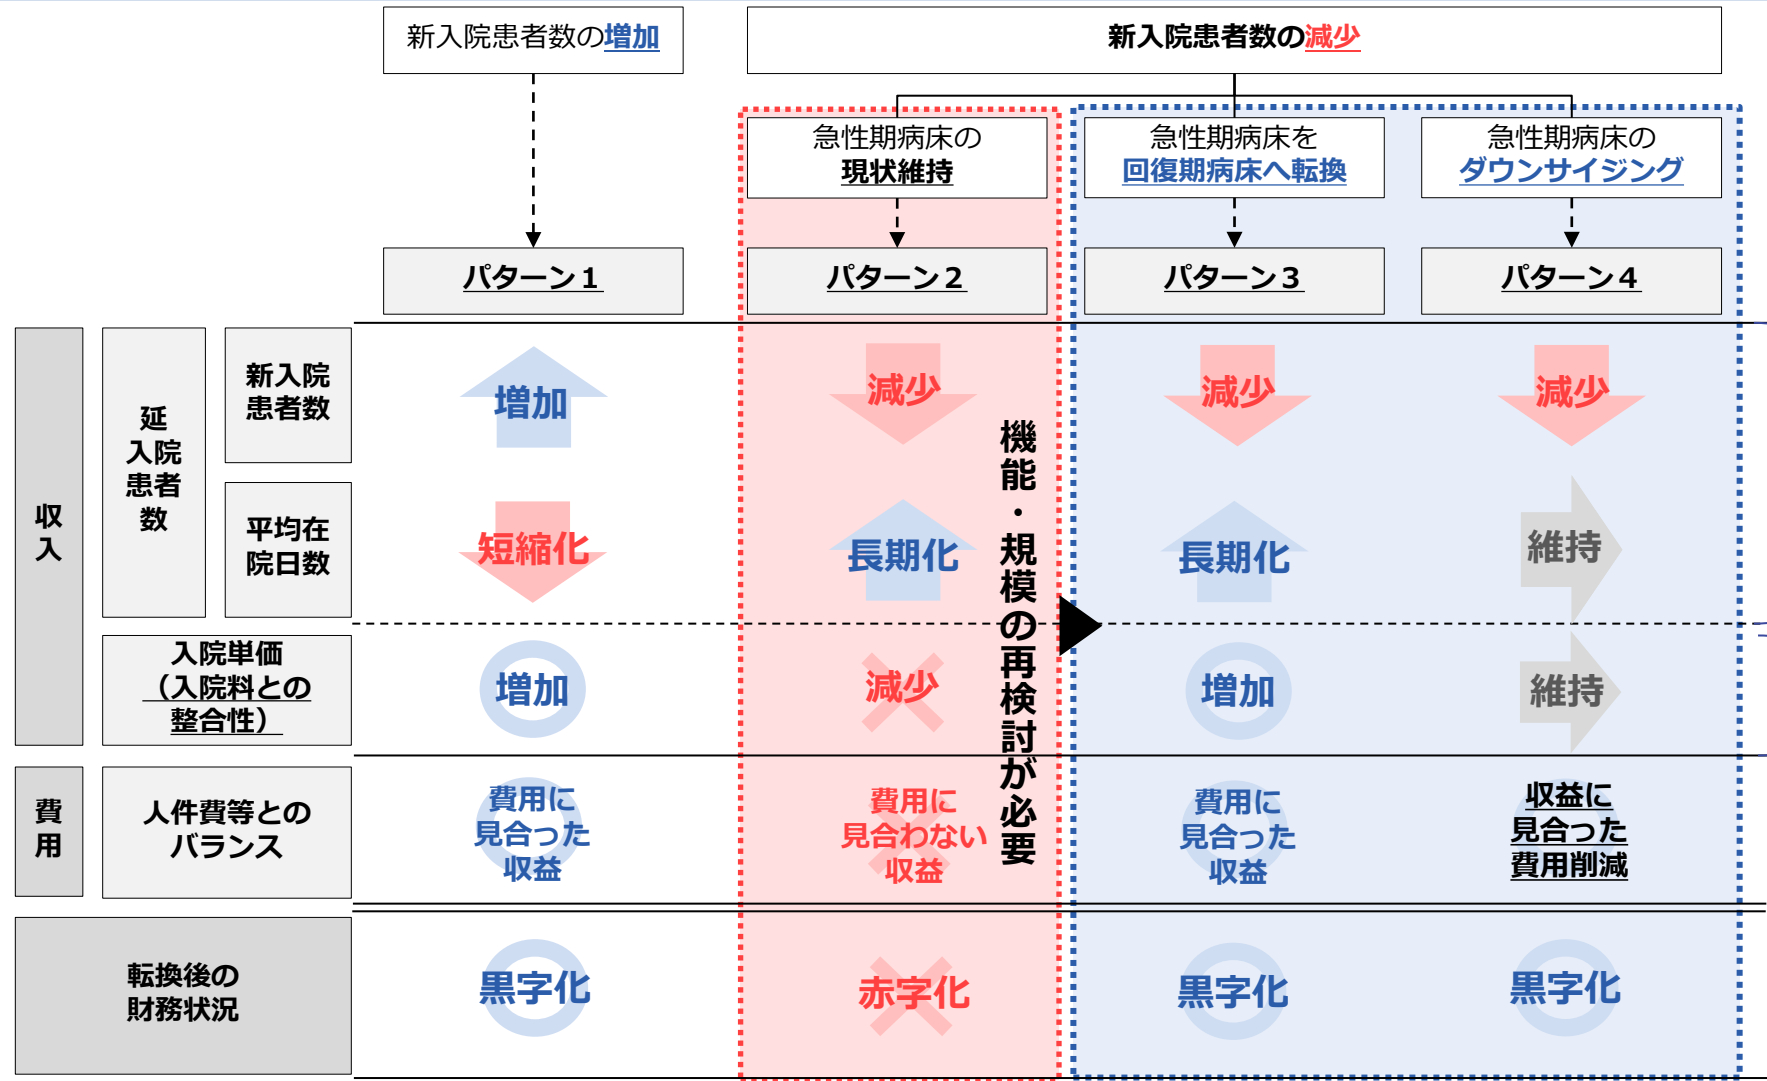 新入院患者数の増加
新入院患者数の減少
急性期病床の
現状維持
急性期病床を
回復期病床へ転換
急性期病床の
ダウンサイジング
パターン１
パターン２
パターン３
パターン４
収
入
延
入院
患者
数
新入院
患者数
増加
減少
減少
減少
平均在
院日数
短縮化
長期化
長期化
維持
入院単価
（入院料との
整合性）
増加
減少
増加
維持
機能・規模の再検討が必要
費
用
人件費等との
バランス
費用に
見合った
収益
費用に
見合わない
収益
費用に
見合った
収益
収益に
見合った
費用削減
転換後の
財務状況
黒字化
赤字化
黒字化
黒字化